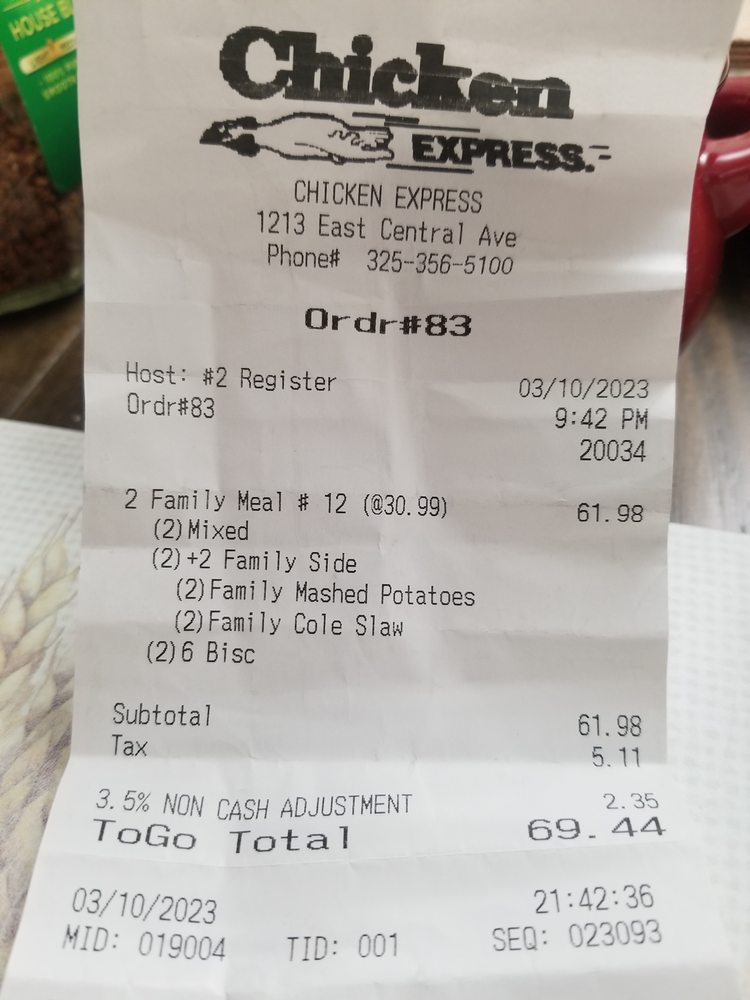 HOUSE
Chicken
EXPRESS.
CHICKEN EXPRESS
1213 East Central Ave
Phone# 325-356-5100
Ordr#83
Host: #2 Register 03/10/2023
Ordr#83 9:42 PM
20034
2 Family Meal # 12 (@30.99) 61.98
(2)Mixed
(2)+2 Family Side
(2)Family Mashed Potatoes
(2)Family Cole Slaw
(2)6 Bisc
Subtotal 61.98
Tax 5.11
3.5% NON CASH ADJUSTMENT 2.35
ToGo Total 69.44
03/10/2023 21:42:36
MID: 019004 TID: 001 SEQ: 023093